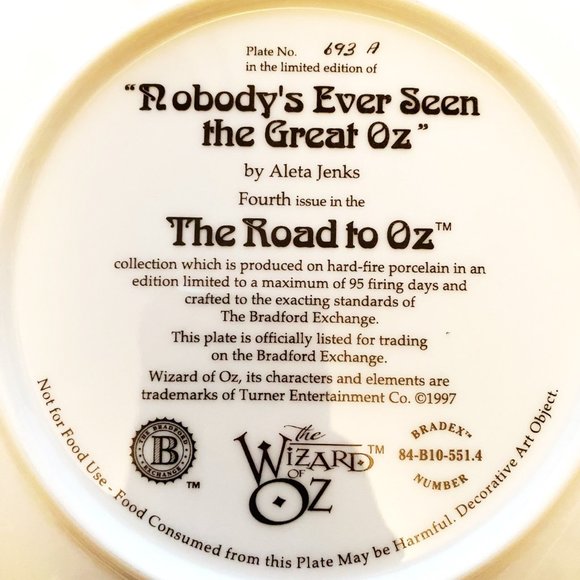 Plate No. 693 A
in the limited edition of
"Nobody's Ever Seen
the Great Oz"
by Aleta Jenks
Fourth issue in the
The Road to Oz™
collection which is produced on hard-fire porcelain in an
edition limited to a maximum of 95 firing days and
crafted to the exacting standards of
The Bradford Exchange.
This plate is officially listed for trading
on the Bradford Exchange.
Wizard of Oz, its characters and elements are
trademarks of Turner Entertainment Co. ©1997
THE BRADFORD
B
EXCHANGE
™
the
WIZARD™
OF
OZ
BRADEX™
84-B10-551.4
NUMBER
Not for Food Use - Food Consumed from this Plate May be Harmful. Decorative Art Object.